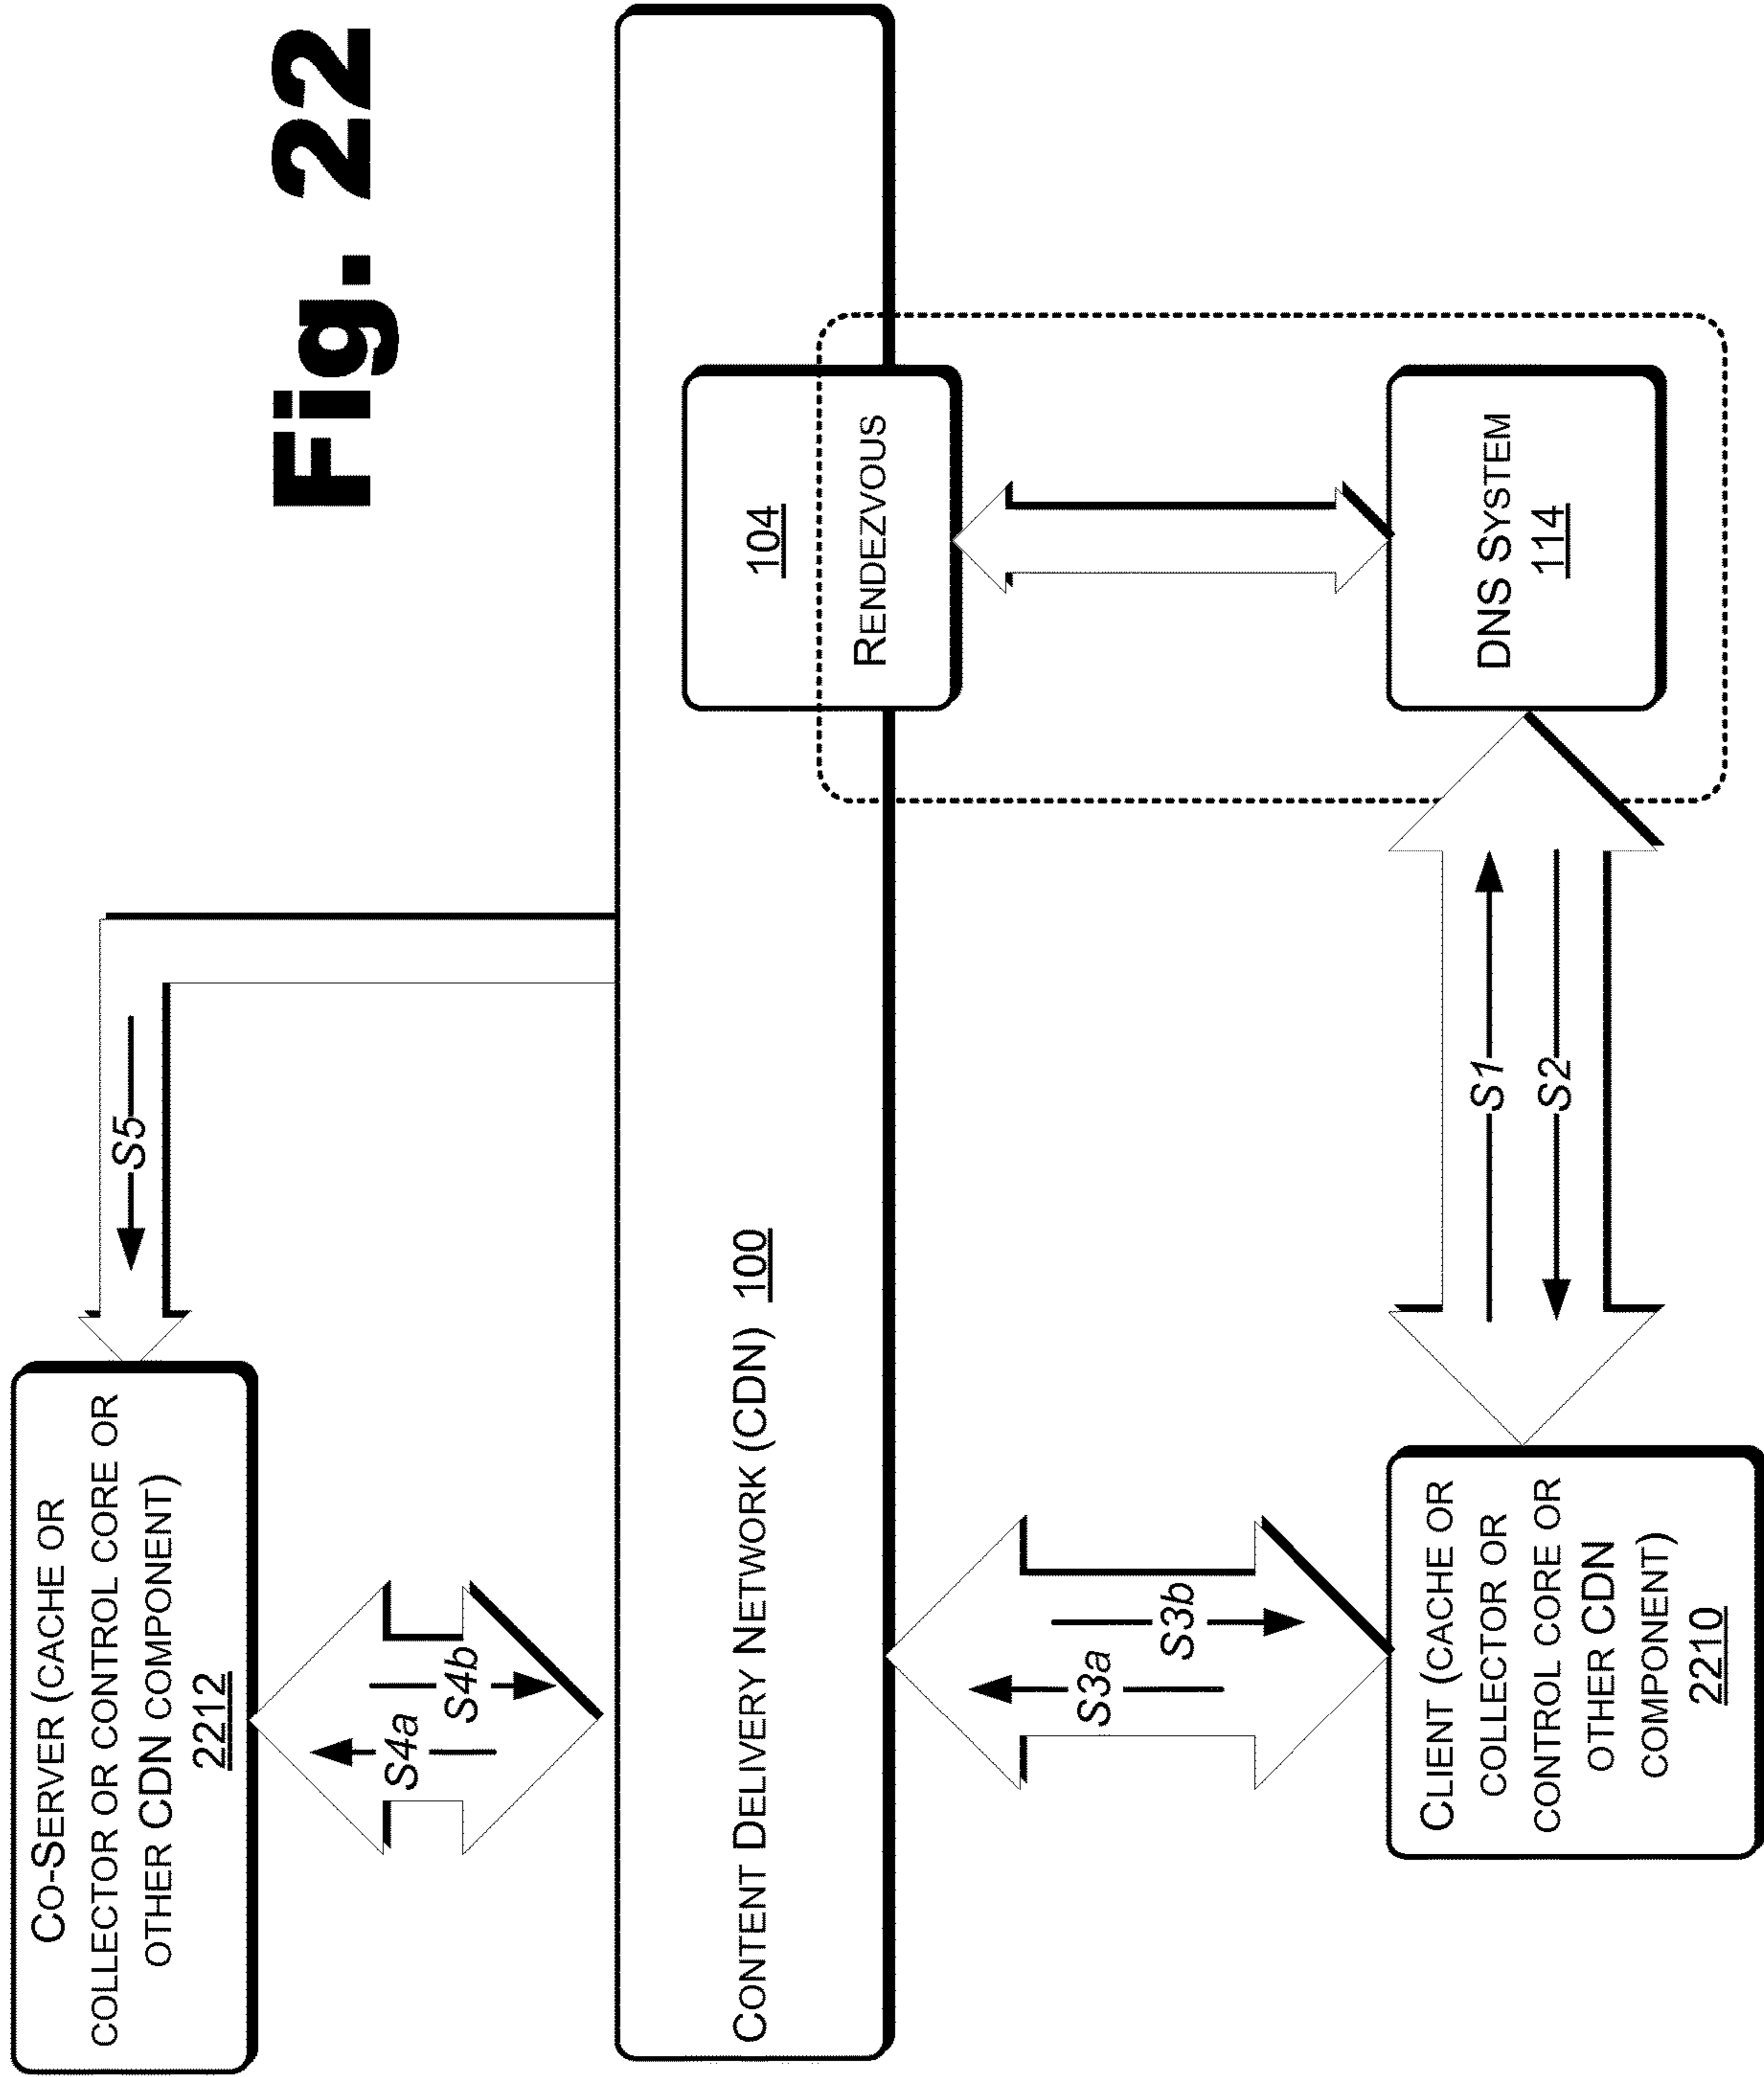 Fig. 22
CO-SERVER (CACHE OR
COLLECTOR OR CONTROL CORE OR
OTHER CDN COMPONENT)
2212
S5
S4a
S4b
CONTENT DELIVERY NETWORK (CDN) 100
104
RENDEZVOUS
S3a
S3b
CLIENT (CACHE OR
COLLECTOR OR
CONTROL CORE OR
OTHER CDN
COMPONENT)
2210
S1
S2
DNS SYSTEM
114